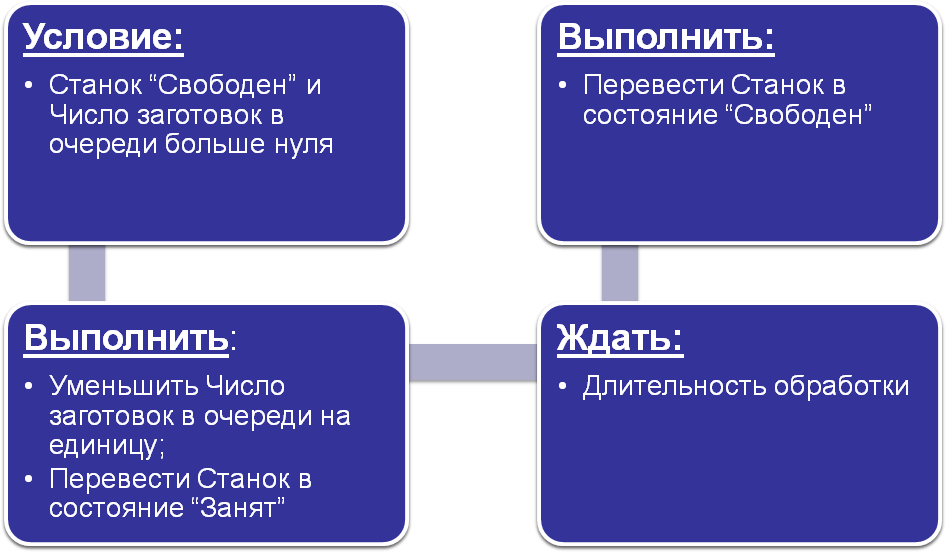 Условие:
• Станок “Свободен” и
Число заготовок в
очереди больше нуля
Выполнить:
• Уменьшить Число
заготовок в очереди на
единицу;
• Перевести Станок в
состояние “Занят”
Ждать:
• Длительность обработки
Выполнить:
• Перевести Станок в
состояние “Свободен”